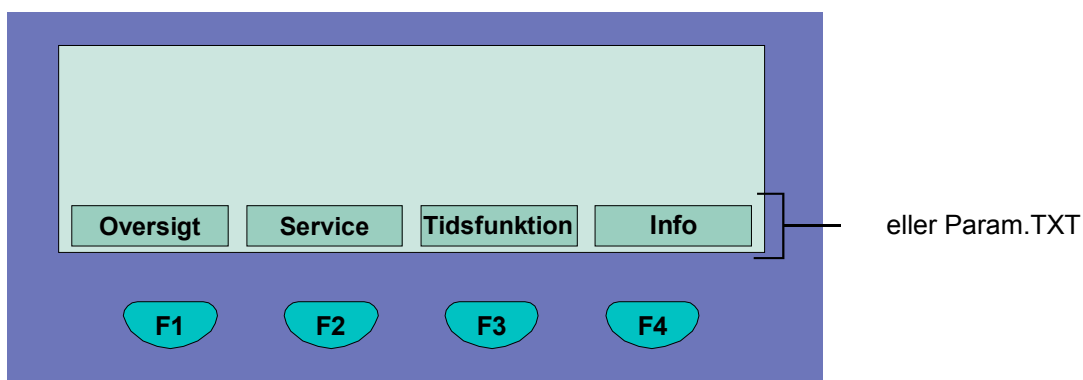 Oversigt Service Tidsfunktion Info eller Param.TXT
F1 F2 F3 F4